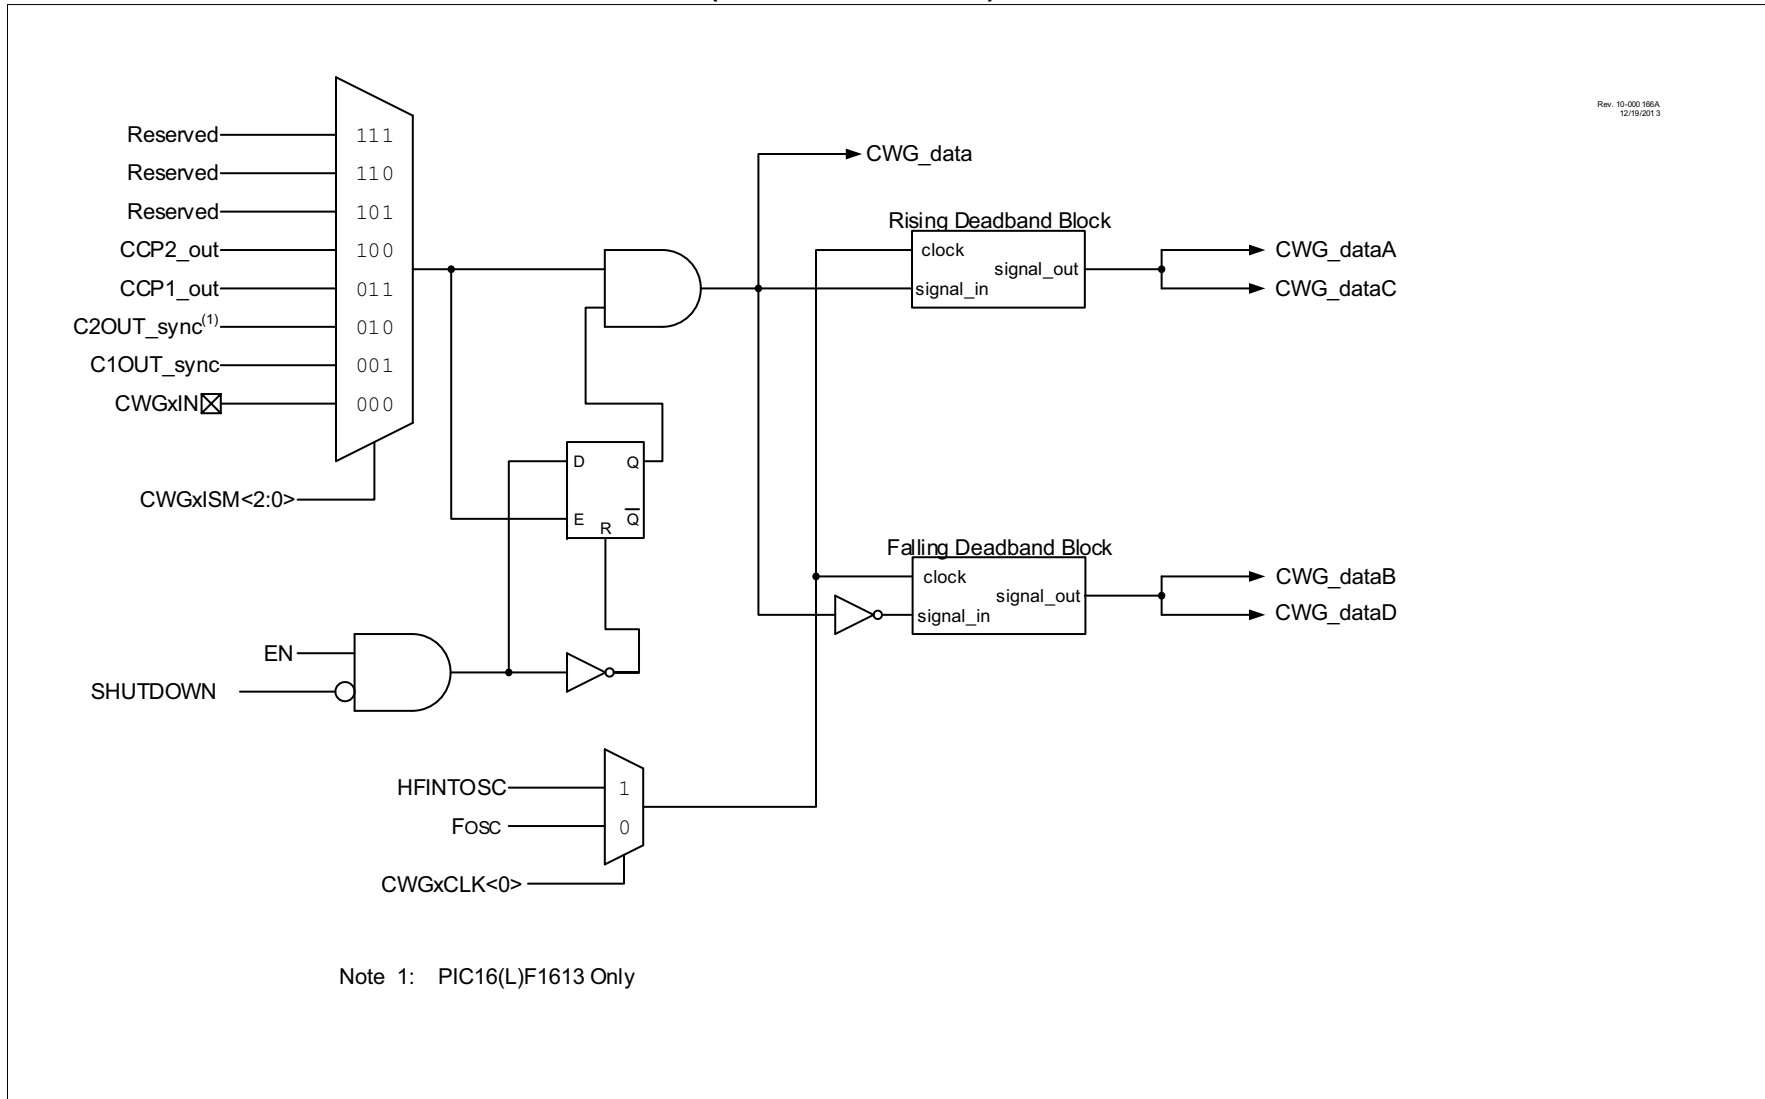 Rev. 10-000 166A
12/19/201 3
Reserved 111
Reserved 110
Reserved 101
CCP2_out 100
CCP1_out 011
C2OUT_sync(1) 010
C1OUT_sync 001
CWGxIN 000
CWGxISM<2:0>
D Q
E R Q̅
EN
SHUTDOWN
HFINTOSC 1
FOSC 0
CWGxCLK<0>
CWG_data
Rising Deadband Block
clock
signal_out
signal_in
CWG_dataA
CWG_dataC
Falling Deadband Block
clock
signal_out
signal_in
CWG_dataB
CWG_dataD
Note 1: PIC16(L)F1613 Only